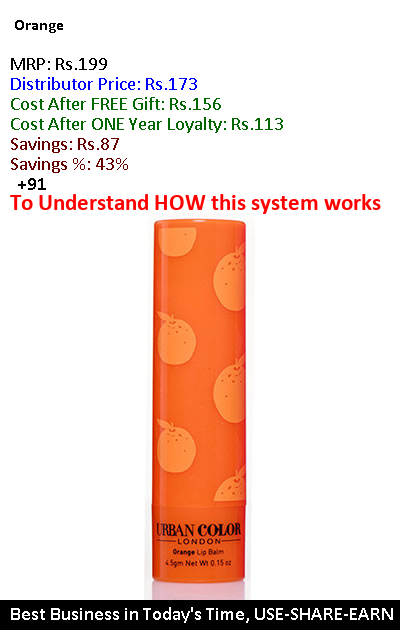 Orange
MRP: Rs.199
Distributor Price: Rs.173
Cost After FREE Gift: Rs.156
Cost After ONE Year Loyalty: Rs.113
Savings: Rs.87
Savings %: 43%
+91
To Understand HOW this system works
URBAN COLOR
LONDON
Orange Lip Balm
4.5gm Net Wt 0.15 oz
Best Business in Today's Time, USE-SHARE-EARN